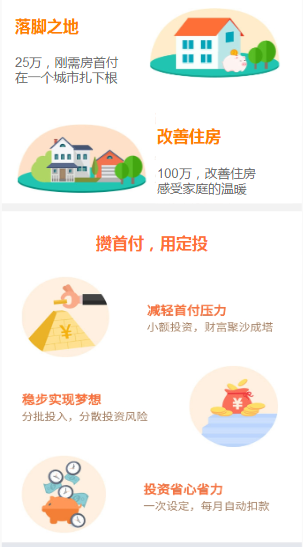 落脚之地
25万，刚需房首付
在一个城市扎下根
改善住房
100万，改善住房
感受家庭的温暖
攒首付，用定投
¥
减轻首付压力
小额投资，财富聚沙成塔
稳步实现梦想
分批投入，分散投资风险
¥
投资省心省力
一次设定，每月自动扣款